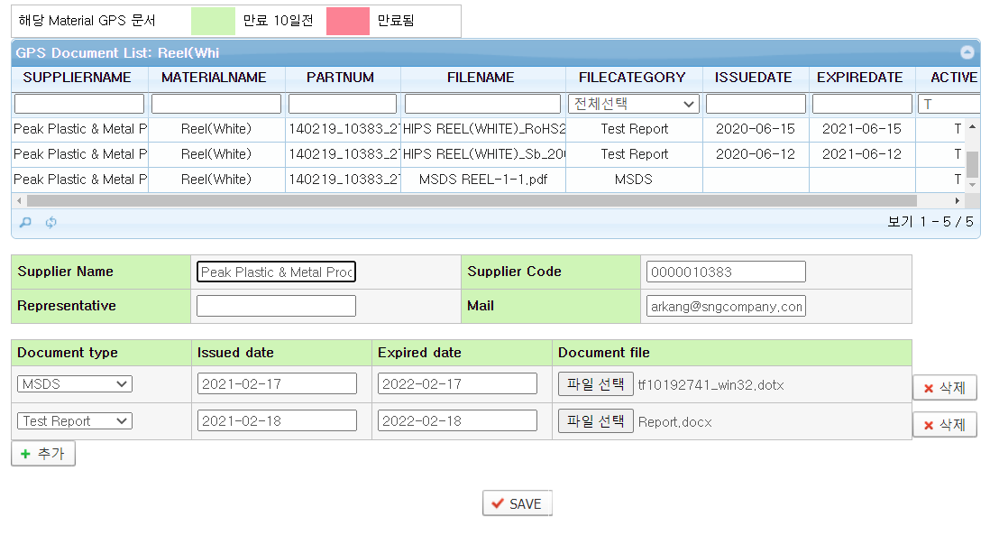 해당 Material GPS 문서 만료 10일전 만료됨
GPS Document List: Reel(Whi
SUPPLIERNAME MATERIALNAME PARTNUM FILENAME FILECATEGORY ISSUEDATE EXPIREDATE ACTIVE
전체선택 T
Peak Plastic & Metal P Reel(White) 140219_10383_2 HIPS REEL(WHITE)_RoHS2 Test Report 2020-06-15 2021-06-15 T
Peak Plastic & Metal P Reel(White) 140219_10383_2 HIPS REEL(WHITE)_Sb_20 Test Report 2020-06-12 2021-06-12 T
Peak Plastic & Metal P Reel(White) 140219_10383_2 MSDS REEL-1-1.pdf MSDS T
보기 1 - 5 / 5
Supplier Name Peak Plastic & Metal Proc Supplier Code 0000010383
Representative Mail arkang@sngcompany.con
Document type Issued date Expired date Document file
MSDS 2021-02-17 2022-02-17 파일 선택 tf10192741_win32.dotx 삭제
Test Report 2021-02-18 2022-02-18 파일 선택 Report.docx 삭제
추가
SAVE